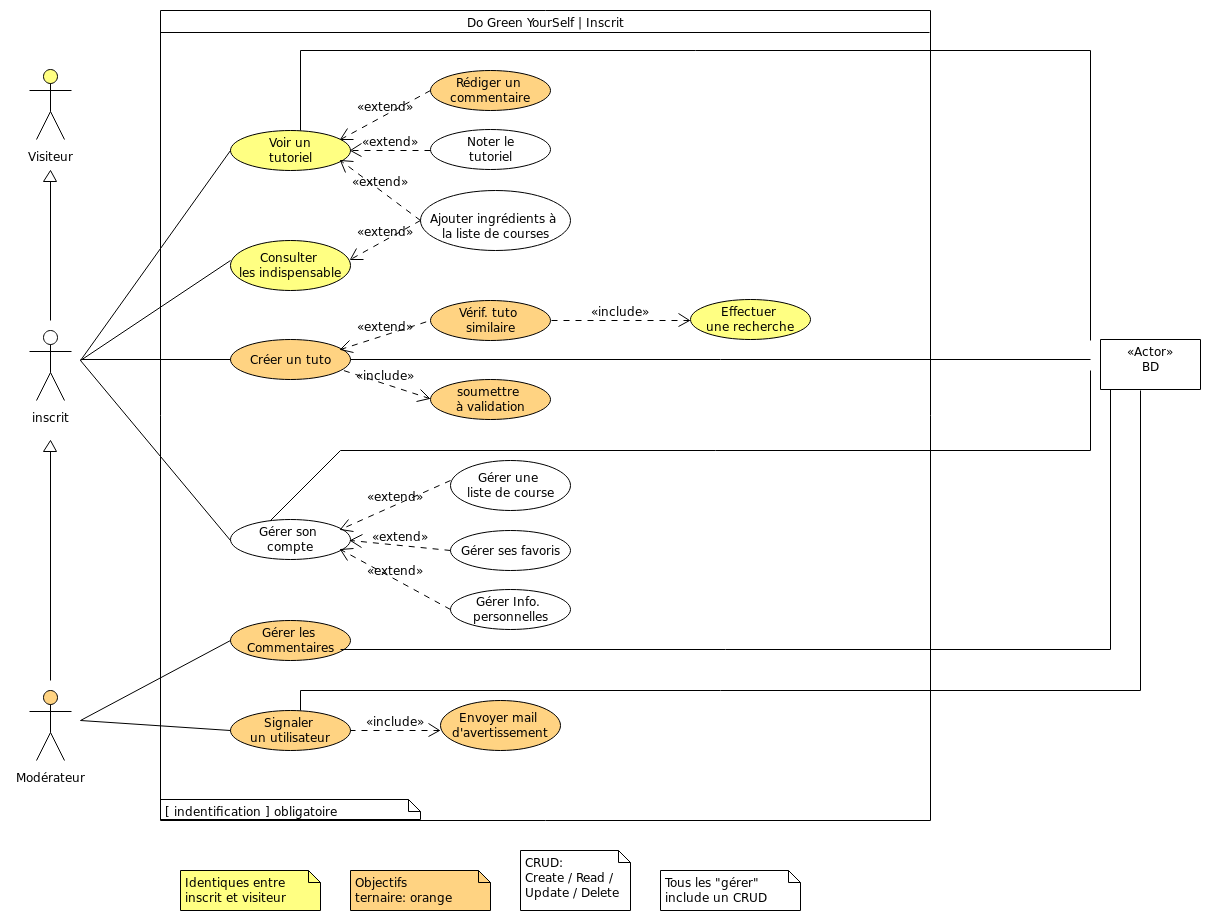 Do Green YourSelf | Inscrit
Visiteur
Rédiger un
commentaire
«extend»
Voir un
tutoriel
«extend»
Noter le
tutoriel
«extend»
Ajouter ingrédients à
la liste de courses
«extend»
Consulter
les indispensable
inscrit
Créer un tuto
«extend»
Vérif. tuto
similaire
«include»
Effectuer
une recherche
«include»
soumettre
à validation
«Actor»
BD
Gérer son
compte
«extend»
Gérer une
liste de course
«extend»
Gérer ses favoris
«extend»
Gérer Info.
personnelles
Gérer les
Commentaires
Modérateur
Signaler
un utilisateur
«include»
Envoyer mail
d'avertissement
[ indentification ] obligatoire
Identiques entre
inscrit et visiteur
Objectifs
ternaire: orange
CRUD:
Create / Read /
Update / Delete
Tous les "gérer"
include un CRUD